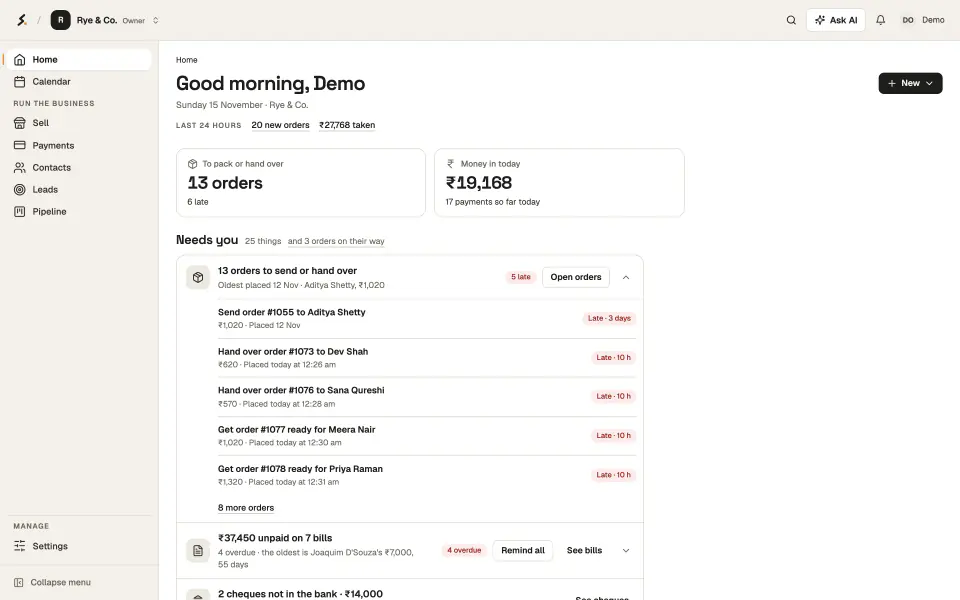 / R Rye & Co. Owner
Ask AI
DO Demo
Home
Calendar
RUN THE BUSINESS
Sell
Payments
Contacts
Leads
Pipeline
MANAGE
Settings
Collapse menu
Home
Good morning, Demo
Sunday 15 November · Rye & Co.
New
LAST 24 HOURS 20 new orders ₹27,768 taken
To pack or hand over
13 orders
6 late
₹ Money in today
₹19,168
17 payments so far today
Needs you 25 things and 3 orders on their way
13 orders to send or hand over
Oldest placed 12 Nov · Aditya Shetty, ₹1,020
5 late Open orders
Send order #1055 to Aditya Shetty
₹1,020 · Placed 12 Nov
Late · 3 days
Hand over order #1073 to Dev Shah
₹620 · Placed today at 12:26 am
Late · 10 h
Hand over order #1076 to Sana Qureshi
₹570 · Placed today at 12:28 am
Late · 10 h
Get order #1077 ready for Meera Nair
₹1,020 · Placed today at 12:30 am
Late · 10 h
Get order #1078 ready for Priya Raman
₹1,320 · Placed today at 12:31 am
Late · 10 h
8 more orders
₹37,450 unpaid on 7 bills
4 overdue · the oldest is Joaquim D'Souza's ₹7,000,
55 days
4 overdue Remind all See bills
2 cheques not in the bank · ₹14,000
See cheques